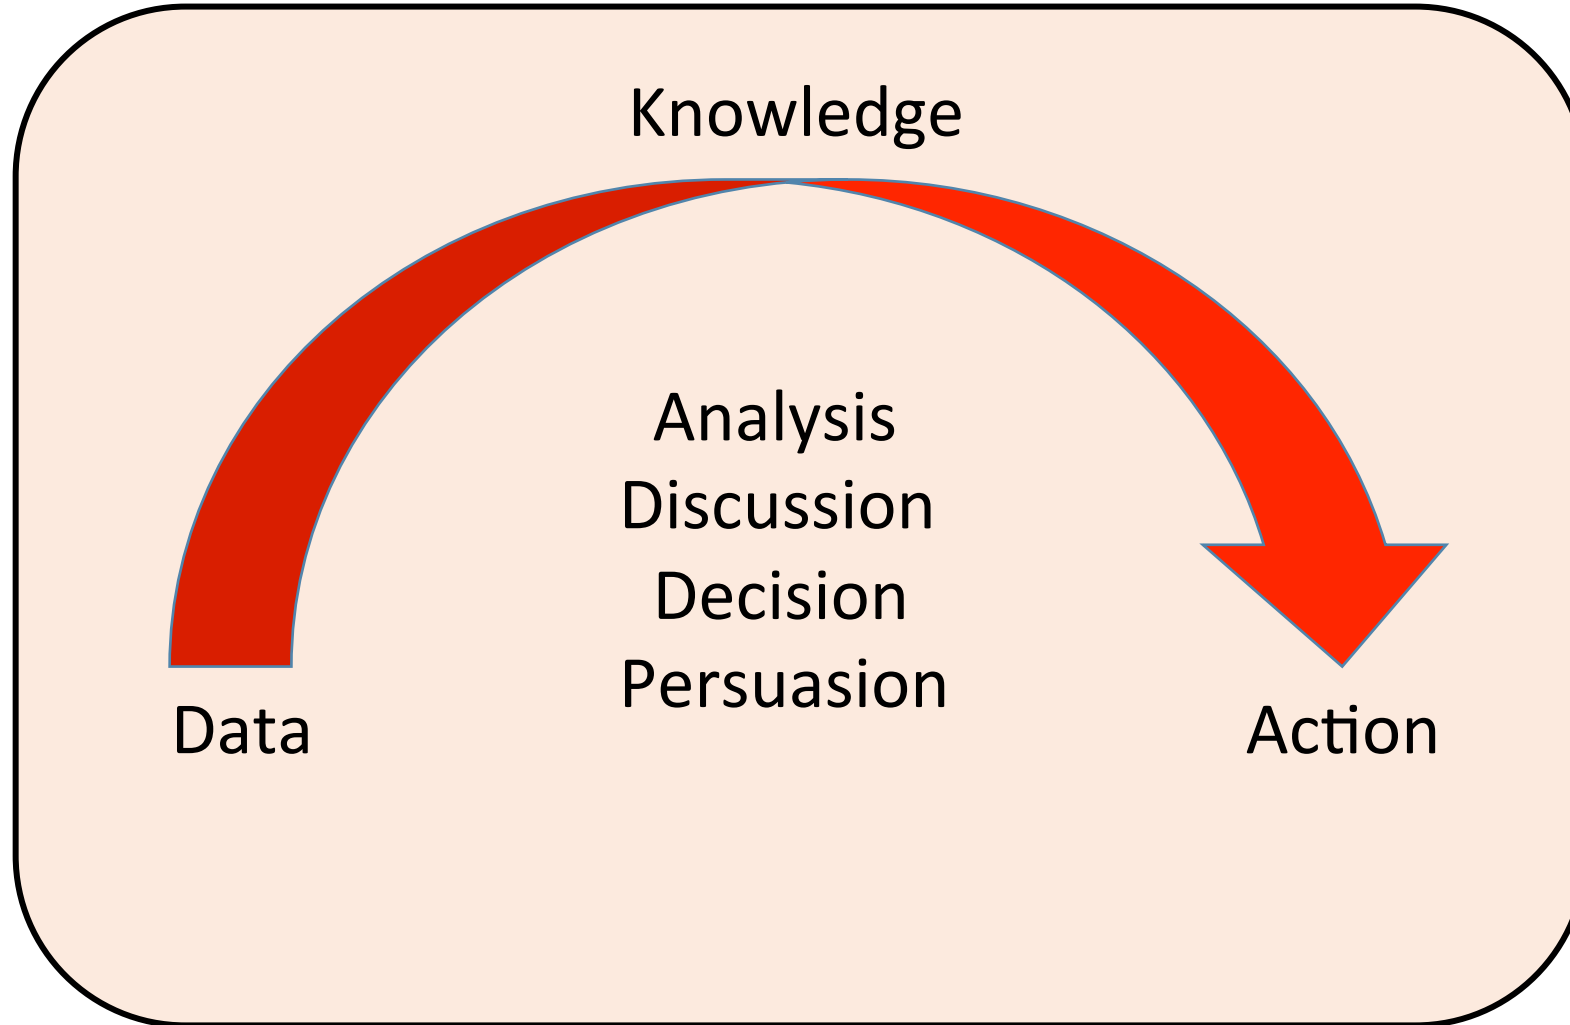 Knowledge
Analysis
Discussion
Decision
Persuasion
Data
Action